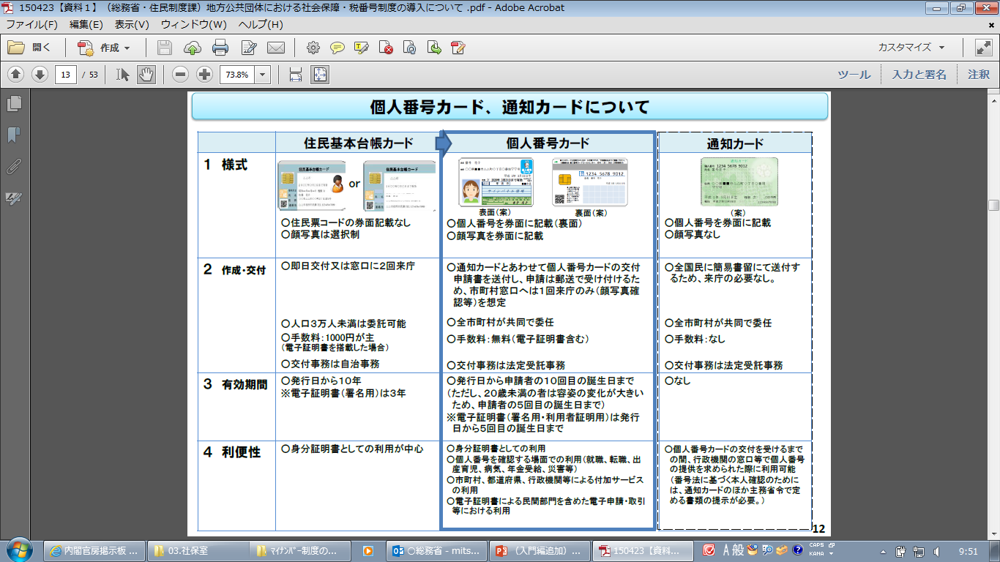 150423【資料１】（総務省・住民制度課）地方公共団体における社会保障・税番号制度の導入について .pdf - Adobe Acrobat
ファイル(F) 編集(E) 表示(V) ウィンドウ(W) ヘルプ(H)
開く 作成 カスタマイズ
13 / 53 73.8% ツール 入力と署名 注釈
個人番号カード、通知カードについて
住民基本台帳カード 個人番号カード 通知カード
１ 様式
住民基本台帳カード
or
住民基本台帳カード
○住民票コードの券面記載なし
○顔写真は選択制
表面（案） 裏面（案）
1234 5678 9012
○個人番号を券面に記載（裏面）
○顔写真を券面に記載
通知カード
個人番号 1234 5678 9012
（案）
○個人番号を券面に記載
○顔写真なし
２ 作成・交付
○即日交付又は窓口に２回来庁
○人口３万人未満は委託可能
○手数料：1000円が主
（電子証明書を搭載した場合）
○交付事務は自治事務
○通知カードとあわせて個人番号カードの交付
申請書を送付し、申請は郵送で受け付けるた
め、市町村窓口へは１回来庁のみ（顔写真確
認等）を想定
○全市町村が共同で委任
○手数料：無料（電子証明書含む）
○交付事務は法定受託事務
○全国民に簡易書留にて送付す
るため、来庁の必要なし。
○全市町村が共同で委任
○手数料：なし
○交付事務は法定受託事務
３ 有効期間
○発行日から１０年
※電子証明書（署名用）は３年
○発行日から申請者の１０回目の誕生日まで
（ただし、２０歳未満の者は容姿の変化が大きい
ため、申請者の５回目の誕生日まで）
※電子証明書（署名用・利用者証明用）は発行
日から５回目の誕生日まで
○なし
４ 利便性
○身分証明書としての利用が中心
○身分証明書としての利用
○個人番号を確認する場面での利用（就職、転職、出
産育児、病気、年金受給、災害等）
○市町村、都道府県、行政機関等による付加サービス
の利用
○電子証明書による民間部門を含めた電子申請・取引
等における利用
○個人番号カードの交付を受けるまで
の間、行政機関の窓口等で個人番号
の提供を求められた際に利用可能
（番号法に基づく本人確認のために
は、通知カードのほか主務省令で定
める書類の提示が必要。）
12
内閣官房掲示板 ... 03.社保室 ﾏｲﾅﾝﾊﾞｰ制度の... ○総務省 - mits... （入門編追加）... 150423【資料... A 般 CAPS KANA 9:51